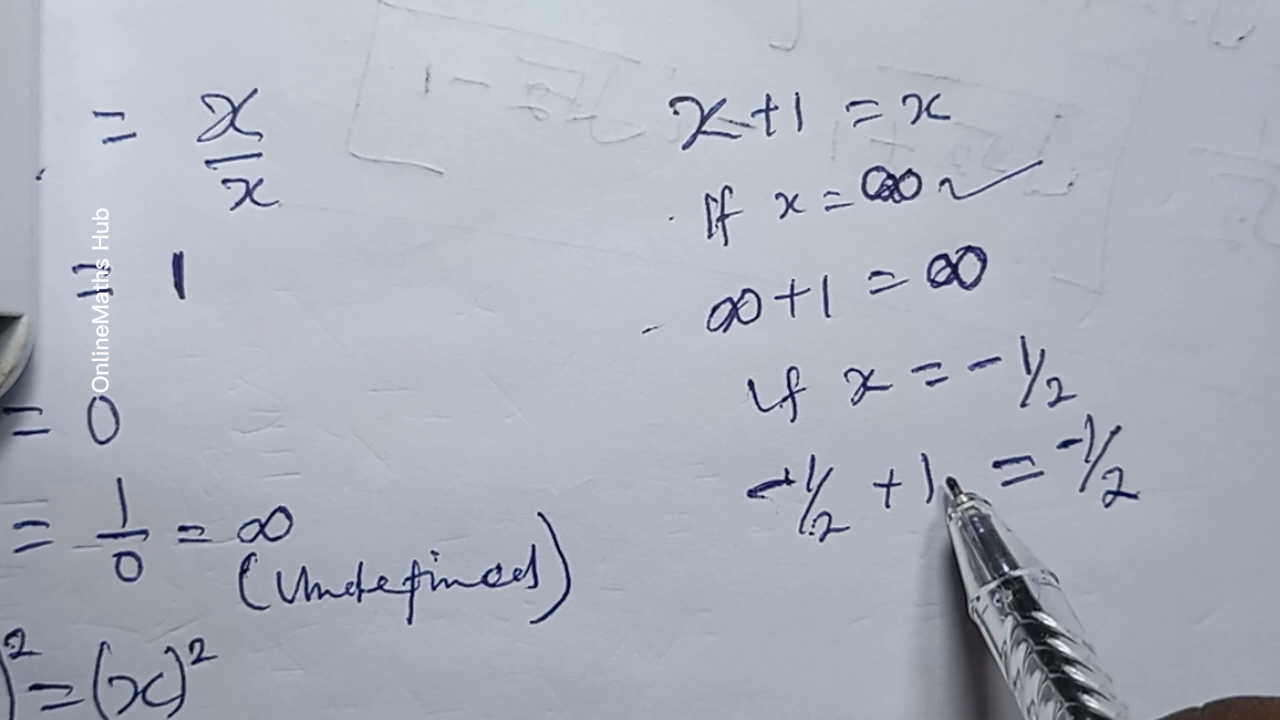 = x/x
= 1
= 0
= 1/0 = ∞
(Undefined)
)² = (x)²
x+1 = x
If x = ∞ ✓
∞+1 = ∞
If x = -1/2
-1/2 +1 = -1/2
OnlineMaths Hub